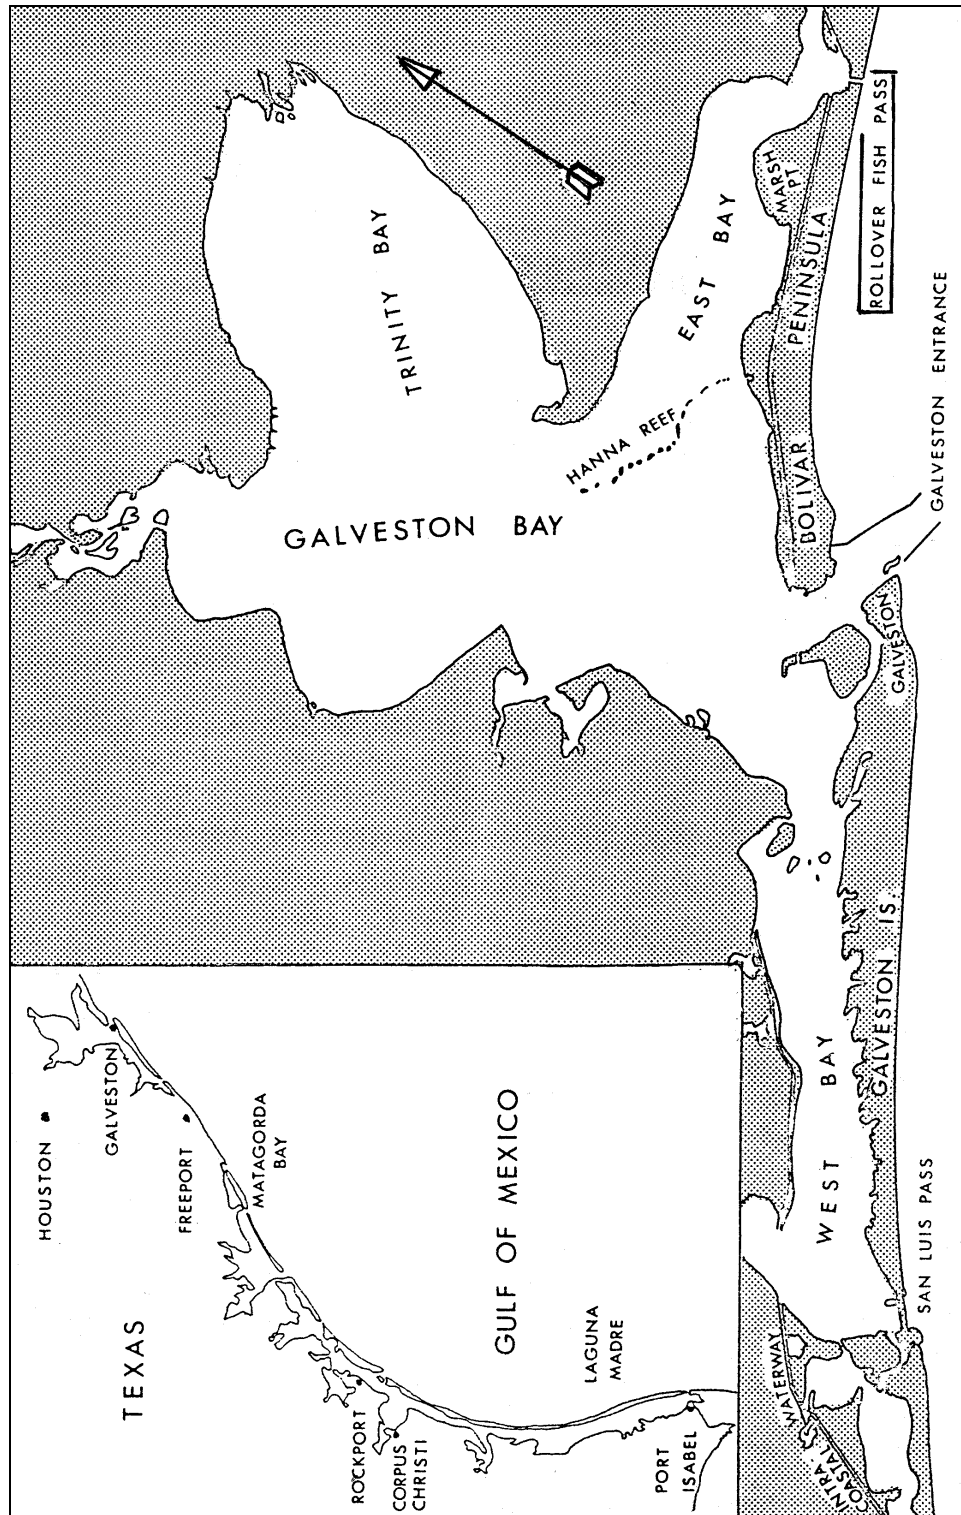 TRINITY BAY
EAST BAY
MARSH
PT
ROLLOVER FISH PASS
BOLIVAR PENINSULA
HANNA REEF
GALVESTON BAY
GALVESTON ENTRANCE
GALVESTON
GALVESTON IS.
WEST BAY
SAN LUIS PASS
INTRA
COASTAL
WATERWAY
HOUSTON
GALVESTON
FREEPORT
MATAGORDA
BAY
TEXAS
GULF OF MEXICO
ROCKPORT
CORPUS
CHRISTI
LAGUNA
MADRE
PORT
ISABEL